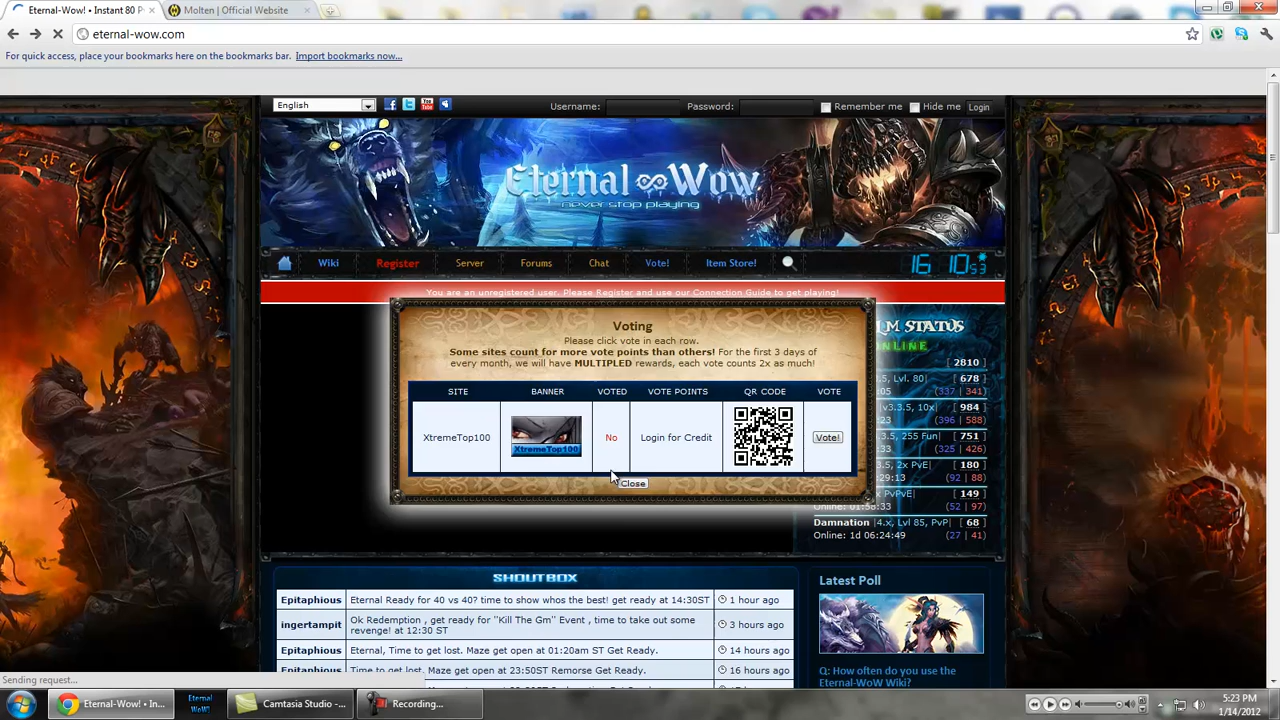 Eternal-Wow! • Instant 80 P
Molten | Official Website
eternal-wow.com
For quick access, place your bookmarks here on the bookmarks bar. Import bookmarks now...
English
Username:
Password:
Remember me
Hide me
Login
Eternal Wow
never stop playing
Wiki
Register
Server
Forums
Chat
Vote!
Item Store!
16 10 53
You are an unregistered user. Please Register and use our Connection Guide to get playing!
Voting
Please click vote in each row.
Some sites count for more vote points than others! For the first 3 days of
every month, we will have MULTIPLED rewards, each vote counts 2x as much!
SITE BANNER VOTED VOTE POINTS QR CODE VOTE
XtremeTop100 XtremeTop100 No Login for Credit Vote!
Close
LM STATUS
ONLINE
[ 2810 ]
3.5, Lvl. 80| [ 678 ]
:05 (337 | 341)
|v3.3.5, 10x| [ 984 ]
(396 | 588)
3.5, 255 Fun| [ 751 ]
(325 | 426)
3.5, 2x PvE| [ 180 ]
:29:13 (92 | 88)
PvPvE| [ 149 ]
Online: 01:58:33 (52 | 97)
Damnation |4.x, Lvl 85, PvP| [ 68 ]
Online: 1d 06:24:49 (27 | 41)
SHOUTBOX
Epitaphious Eternal Ready for 40 vs 40? time to show whos the best! get ready at 14:30ST 1 hour ago
ingertampit Ok Redemption , get ready for "Kill The Gm" Event , time to take out some
revenge! at 12:30 ST 3 hours ago
Epitaphious Eternal, Time to get lost. Maze get open at 01:20am ST Get Ready. 14 hours ago
Epitaphious Time to get lost. Maze get open at 23:50ST Remorse Get Ready. 16 hours ago
Latest Poll
Q: How often do you use the
Eternal-WoW Wiki?
Sending request...
Eternal-Wow! • In...
Eternal
WoW!
Camtasia Studio -...
Recording...
5:23 PM
1/14/2012